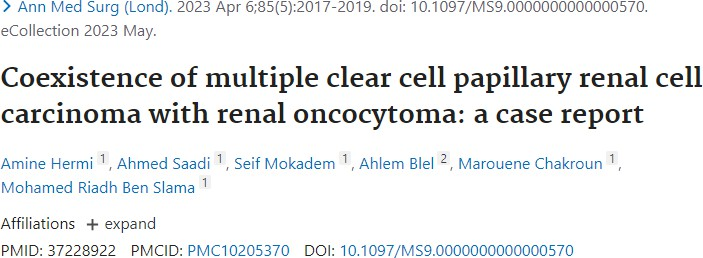 > Ann Med Surg (Lond). 2023 Apr 6;85(5):2017-2019. doi: 10.1097/MS9.0000000000000570.
eCollection 2023 May.
Coexistence of multiple clear cell papillary renal cell
carcinoma with renal oncocytoma: a case report
Amine Hermi 1, Ahmed Saadi 1, Seif Mokadem 1, Ahlem Blel 2, Marouene Chakroun 1,
Mohamed Riadh Ben Slama 1
Affiliations + expand
PMID: 37228922 PMCID: PMC10205370 DOI: 10.1097/MS9.0000000000000570